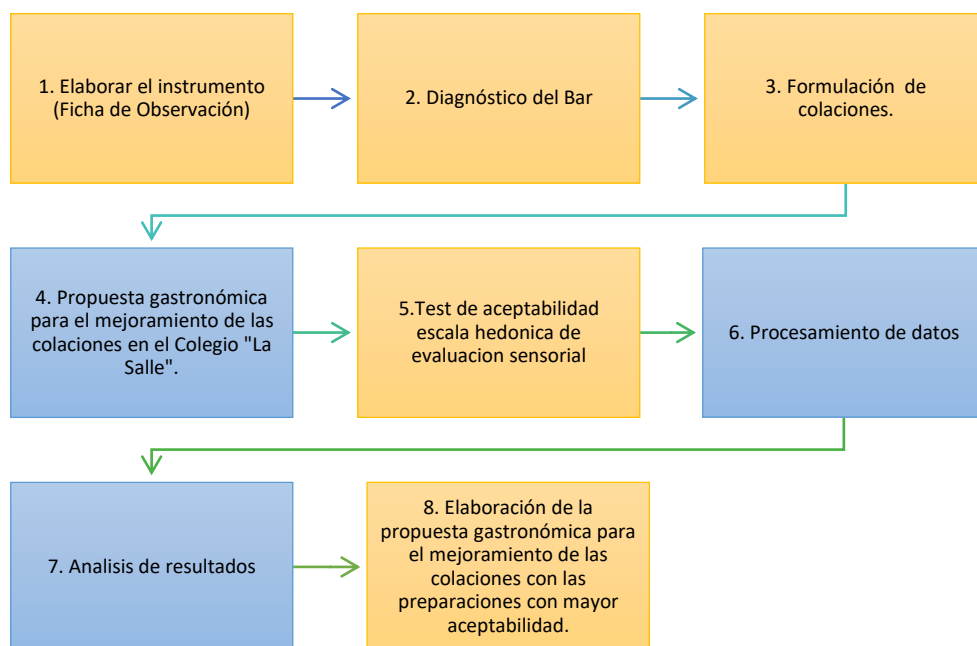 1. Elaborar el instrumento
(Ficha de Observación)
2. Diagnóstico del Bar
3. Formulación de
colaciones.
4. Propuesta gastronómica
para el mejoramiento de las
colaciones en el Colegio "La
Salle".
5.Test de aceptabilidad
escala hedonica de
evaluacion sensorial
6. Procesamiento de datos
7. Analisis de resultados
8. Elaboración de la
propuesta gastronómica para
el mejoramiento de las
colaciones con las
preparaciones con mayor
aceptabilidad.